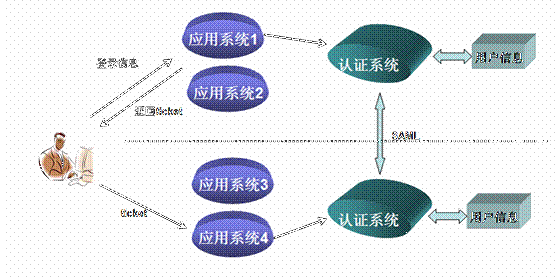 应用系统1
登录信息
认证系统
用户信息
应用系统2
返回ticket
SAML
应用系统3
ticket
应用系统4
认证系统
用户信息